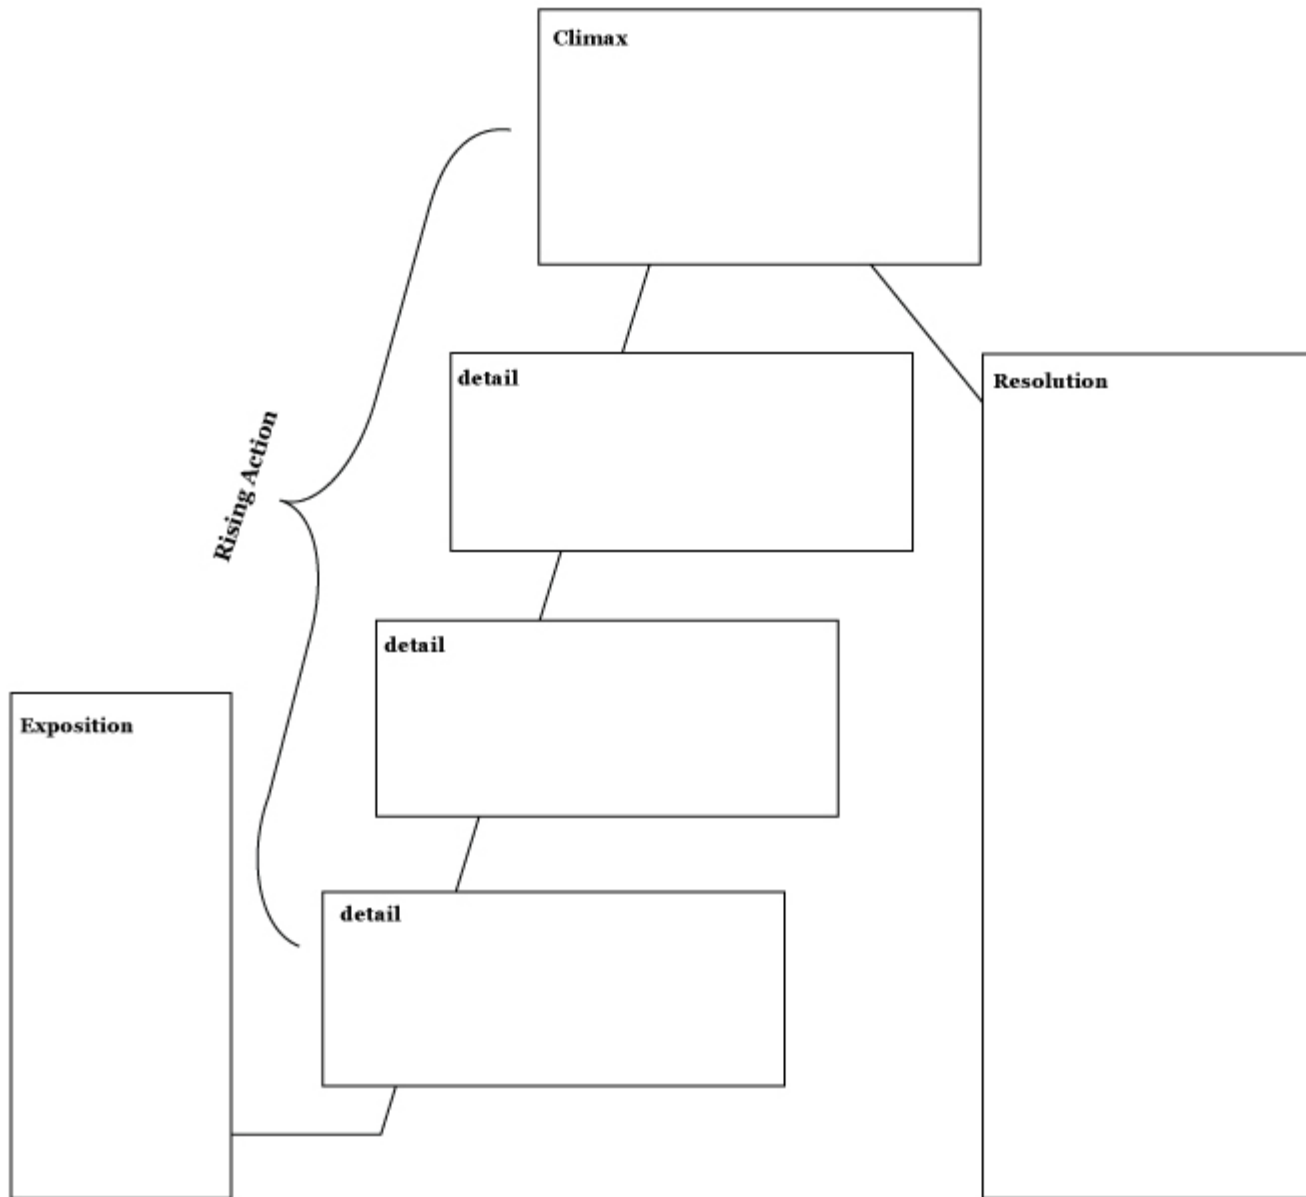 Climax
detail
Resolution
Rising Action
detail
Exposition
detail